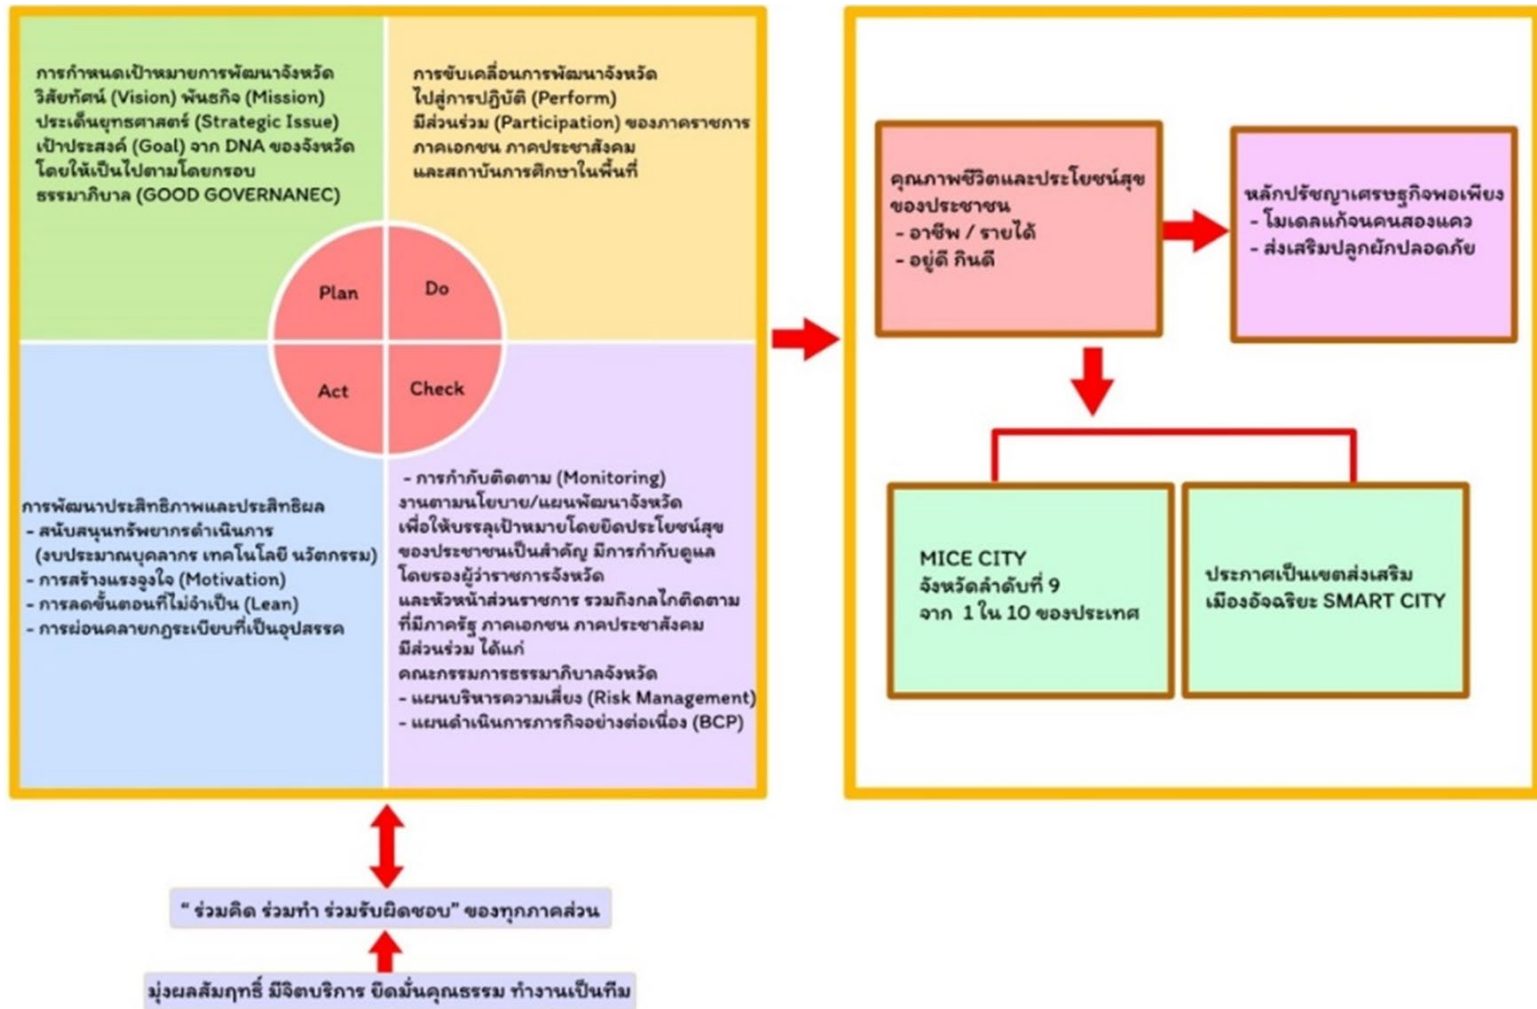 การกำหนดเป้าหมายการพัฒนาจังหวัด
วิสัยทัศน์ (Vision) พันธกิจ (Mission)
ประเด็นยุทธศาสตร์ (Strategic Issue)
เป้าประสงค์ (Goal) จาก DNA ของจังหวัด
โดยให้เป็นไปตามโดยกรอบ
ธรรมาภิบาล (GOOD GOVERNANEC)
การขับเคลื่อนการพัฒนาจังหวัด
ไปสู่การปฏิบัติ (Perform)
มีส่วนร่วม (Participation) ของภาคราชการ
ภาคเอกชน ภาคประชาสังคม
และสถาบันการศึกษาในพื้นที่
Plan
Do
Act
Check
การพัฒนาประสิทธิภาพและประสิทธิผล
- สนับสนุนทรัพยากรดำเนินการ
(งบประมาณบุคลากร เทคโนโลยี นวัตกรรม)
- การสร้างแรงจูงใจ (Motivation)
- การลดขั้นตอนที่ไม่จำเป็น (Lean)
- การผ่อนคลายกฎระเบียบที่เป็นอุปสรรค
- การกำกับติดตาม (Monitoring)
งานตามนโยบาย/แผนพัฒนาจังหวัด
เพื่อให้บรรลุเป้าหมายโดยยึดประโยชน์สุข
ของประชาชนเป็นสำคัญ มีการกำกับดูแล
โดยรองผู้ว่าราชการจังหวัด
และหัวหน้าส่วนราชการ รวมถึงกลไกติดตาม
ที่มีภาครัฐ ภาคเอกชน ภาคประชาสังคม
มีส่วนร่วม ได้แก่
คณะกรรมการธรรมาภิบาลจังหวัด
- แผนบริหารความเสี่ยง (Risk Management)
- แผนดำเนินการภารกิจอย่างต่อเนื่อง (BCP)
คุณภาพชีวิตและประโยชน์สุข
ของประชาชน
- อาชีพ / รายได้
- อยู่ดี กินดี
หลักปรัชญาเศรษฐกิจพอเพียง
- โมเดลแก้จนคนสองแคว
- ส่งเสริมปลูกผักปลอดภัย
MICE CITY
จังหวัดลำดับที่ 9
จาก 1 ใน 10 ของประเทศ
ประกาศเป็นเขตส่งเสริม
เมืองอัจฉริยะ SMART CITY
“ ร่วมคิด ร่วมทำ ร่วมรับผิดชอบ” ของทุกภาคส่วน
มุ่งผลสัมฤทธิ์ มีจิตบริการ ยึดมั่นคุณธรรม ทำงานเป็นทีม